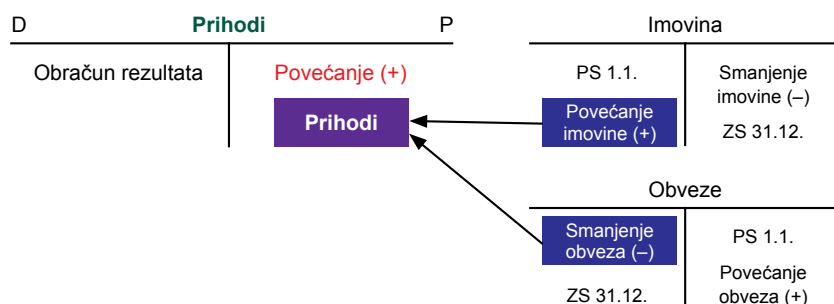 D Prihodi P
Obračun rezultata
Povećanje (+)
Prihodi
Imovina
PS 1.1.
Povećanje
imovine (+)
Smanjenje
imovine (–)
ZS 31.12.
Obveze
Smanjenje
obveza (–)
ZS 31.12.
PS 1.1.
Povećanje
obveza (+)